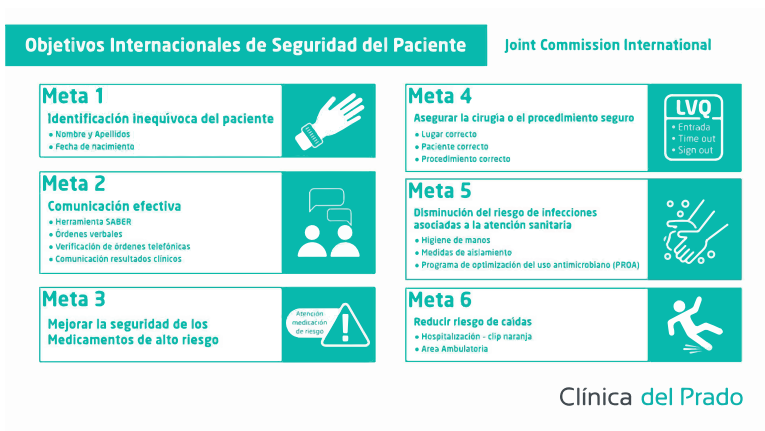 Objetivos Internacionales de Seguridad del Paciente
Joint Commission International
Meta 1
Identificación inequívoca del paciente
• Nombre y Apellidos
• Fecha de nacimiento
Meta 2
Comunicación efectiva
• Herramienta SABER
• Órdenes verbales
• Verificación de órdenes telefónicas
• Comunicación resultados clínicos
Meta 3
Mejorar la seguridad de los
Medicamentos de alto riesgo
Atención
medicación
de riesgo
!
Meta 4
Asegurar la cirugía o el procedimiento seguro
• Lugar correcto
• Paciente correcto
• Procedimiento correcto
LVQ
• Entrada
• Time out
• Sign out
Meta 5
Disminución del riesgo de infecciones
asociadas a la atención sanitaria
• Higiene de manos
• Medidas de aislamiento
• Programa de optimización del uso antimicrobiano (PROA)
Meta 6
Reducir riesgo de caídas
• Hospitalización - clip naranja
• Area Ambulatoria
Clínica del Prado